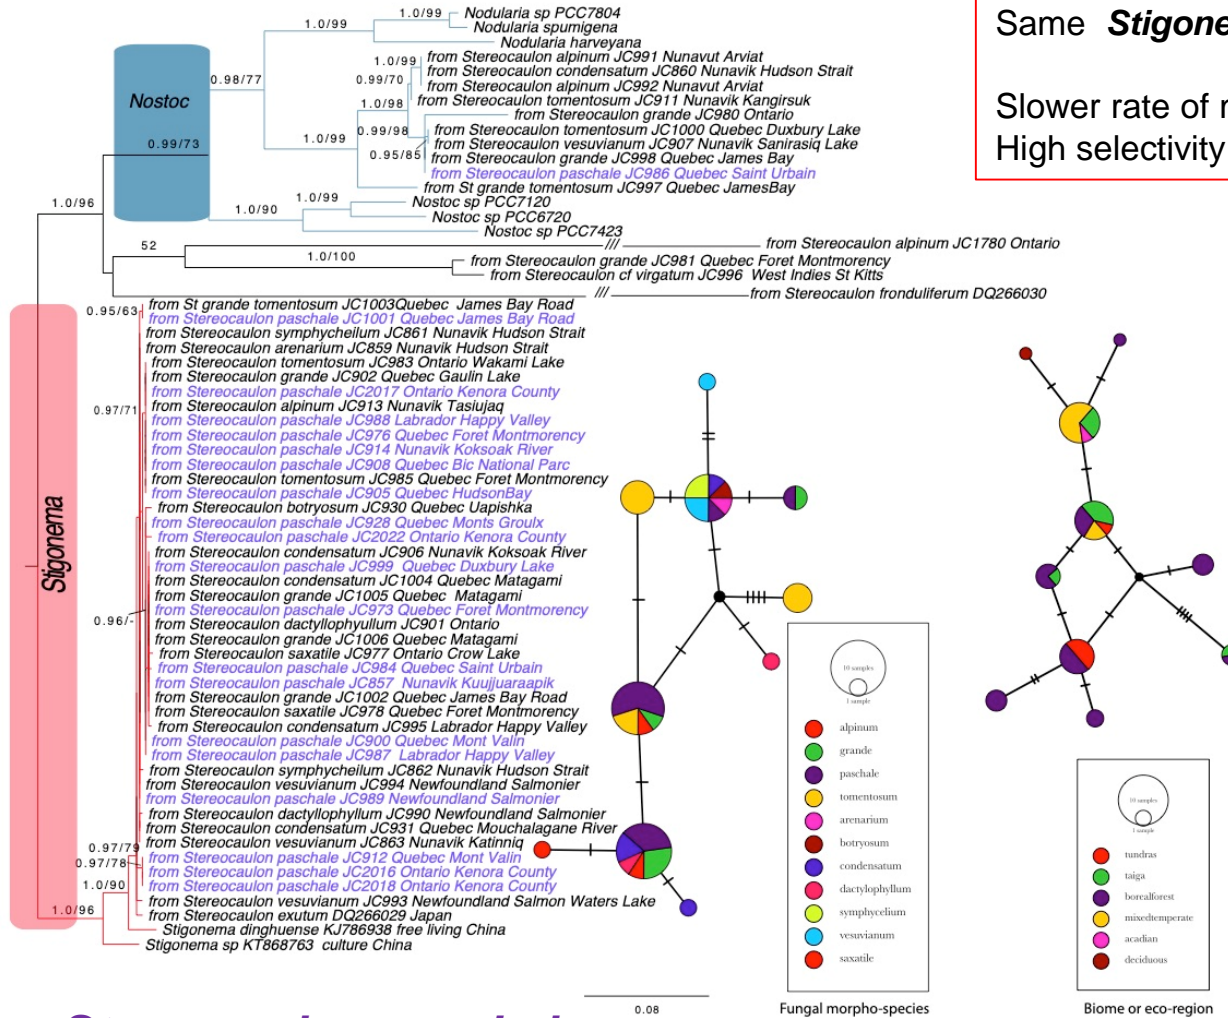 Same Stigone
Slower rate of r
High selectivity
Nostoc
Stigonema
1.0/99
1.0/99
0.98/77
1.0/99
0.99/70
1.0/98
0.99/98
1.0/99
0.95/85
0.99/73
1.0/99
1.0/90
1.0/96
52
1.0/100
0.95/63
0.97/71
0.96/-
0.97/79
0.97/78
1.0/90
1.0/96
Nodularia sp PCC7804
Nodularia spumigena
Nodularia harveyana
from Stereocaulon alpinum JC991 Nunavut Arviat
from Stereocaulon condensatum JC860 Nunavik Hudson Strait
from Stereocaulon alpinum JC992 Nunavut Arviat
from Stereocaulon tomentosum JC911 Nunavik Kangirsuk
from Stereocaulon grande JC980 Ontario
from Stereocaulon tomentosum JC1000 Quebec Duxbury Lake
from Stereocaulon vesuvianum JC907 Nunavik Sanirasiq Lake
from Stereocaulon grande JC998 Quebec James Bay
from Stereocaulon paschale JC986 Quebec Saint Urbain
from St grande tomentosum JC997 Quebec JamesBay
Nostoc sp PCC7120
Nostoc sp PCC6720
Nostoc sp PCC7423
/// from Stereocaulon alpinum JC1780 Ontario
from Stereocaulon grande JC981 Quebec Foret Montmorency
from Stereocaulon cf virgatum JC996 West Indies St Kitts
/// from Stereocaulon fronduliferum DQ266030
from St grande tomentosum JC1003Quebec James Bay Road
from Stereocaulon paschale JC1001 Quebec James Bay Road
from Stereocaulon symphycheilum JC861 Nunavik Hudson Strait
from Stereocaulon arenarium JC859 Nunavik Hudson Strait
from Stereocaulon tomentosum JC983 Ontario Wakami Lake
from Stereocaulon grande JC902 Quebec Gaulin Lake
from Stereocaulon paschale JC2017 Ontario Kenora County
from Stereocaulon alpinum JC913 Nunavik Tasiujaq
from Stereocaulon paschale JC988 Labrador Happy Valley
from Stereocaulon paschale JC976 Quebec Foret Montmorency
from Stereocaulon paschale JC914 Nunavik Koksoak River
from Stereocaulon paschale JC908 Quebec Bic National Parc
from Stereocaulon tomentosum JC985 Quebec Foret Montmorency
from Stereocaulon paschale JC905 Quebec HudsonBay
from Stereocaulon botryosum JC930 Quebec Uapishka
from Stereocaulon paschale JC928 Quebec Monts Groulx
from Stereocaulon paschale JC2022 Ontario Kenora County
from Stereocaulon condensatum JC906 Nunavik Koksoak River
from Stereocaulon paschale JC999 Quebec Duxbury Lake
from Stereocaulon condensatum JC1004 Quebec Matagami
from Stereocaulon grande JC1005 Quebec Matagami
from Stereocaulon paschale JC973 Quebec Foret Montmorency
from Stereocaulon dactyllophyullum JC901 Ontario
from Stereocaulon grande JC1006 Quebec Matagami
from Stereocaulon saxatile JC977 Ontario Crow Lake
from Stereocaulon paschale JC984 Quebec Saint Urbain
from Stereocaulon paschale JC857 Nunavik Kuujjuaraapik
from Stereocaulon grande JC1002 Quebec James Bay Road
from Stereocaulon saxatile JC978 Quebec Foret Montmorency
from Stereocaulon condensatum JC995 Labrador Happy Valley
from Stereocaulon paschale JC900 Quebec Mont Valin
from Stereocaulon paschale JC987 Labrador Happy Valley
from Stereocaulon symphycheilum JC862 Nunavik Hudson Strait
from Stereocaulon vesuvianum JC994 Newfoundland Salmonier
from Stereocaulon paschale JC989 Newfoundland Salmonier
from Stereocaulon dactyllophyllum JC990 Newfoundland Salmonier
from Stereocaulon condensatum JC931 Quebec Mouchalagane River
from Stereocaulon vesuvianum JC863 Nunavik Katinniq
from Stereocaulon paschale JC912 Quebec Mont Valin
from Stereocaulon paschale JC2016 Ontario Kenora County
from Stereocaulon paschale JC2018 Ontario Kenora County
from Stereocaulon vesuvianum JC993 Newfoundland Salmon Waters Lake
from Stereocaulon exutum DQ266029 Japan
Stigonema dinghuense KJ786938 free living China
Stigonema sp KT868763 culture China
0.08
10 samples
1 sample
alpinum
grande
paschale
tomentosum
arenarium
botryosum
condensatum
dactylophyllum
symphycelium
vesuvianum
saxatile
Fungal morpho-species
10 samples
1 sample
tundras
taiga
borealforest
mixedtemperate
acadian
deciduous
Biome or eco-region